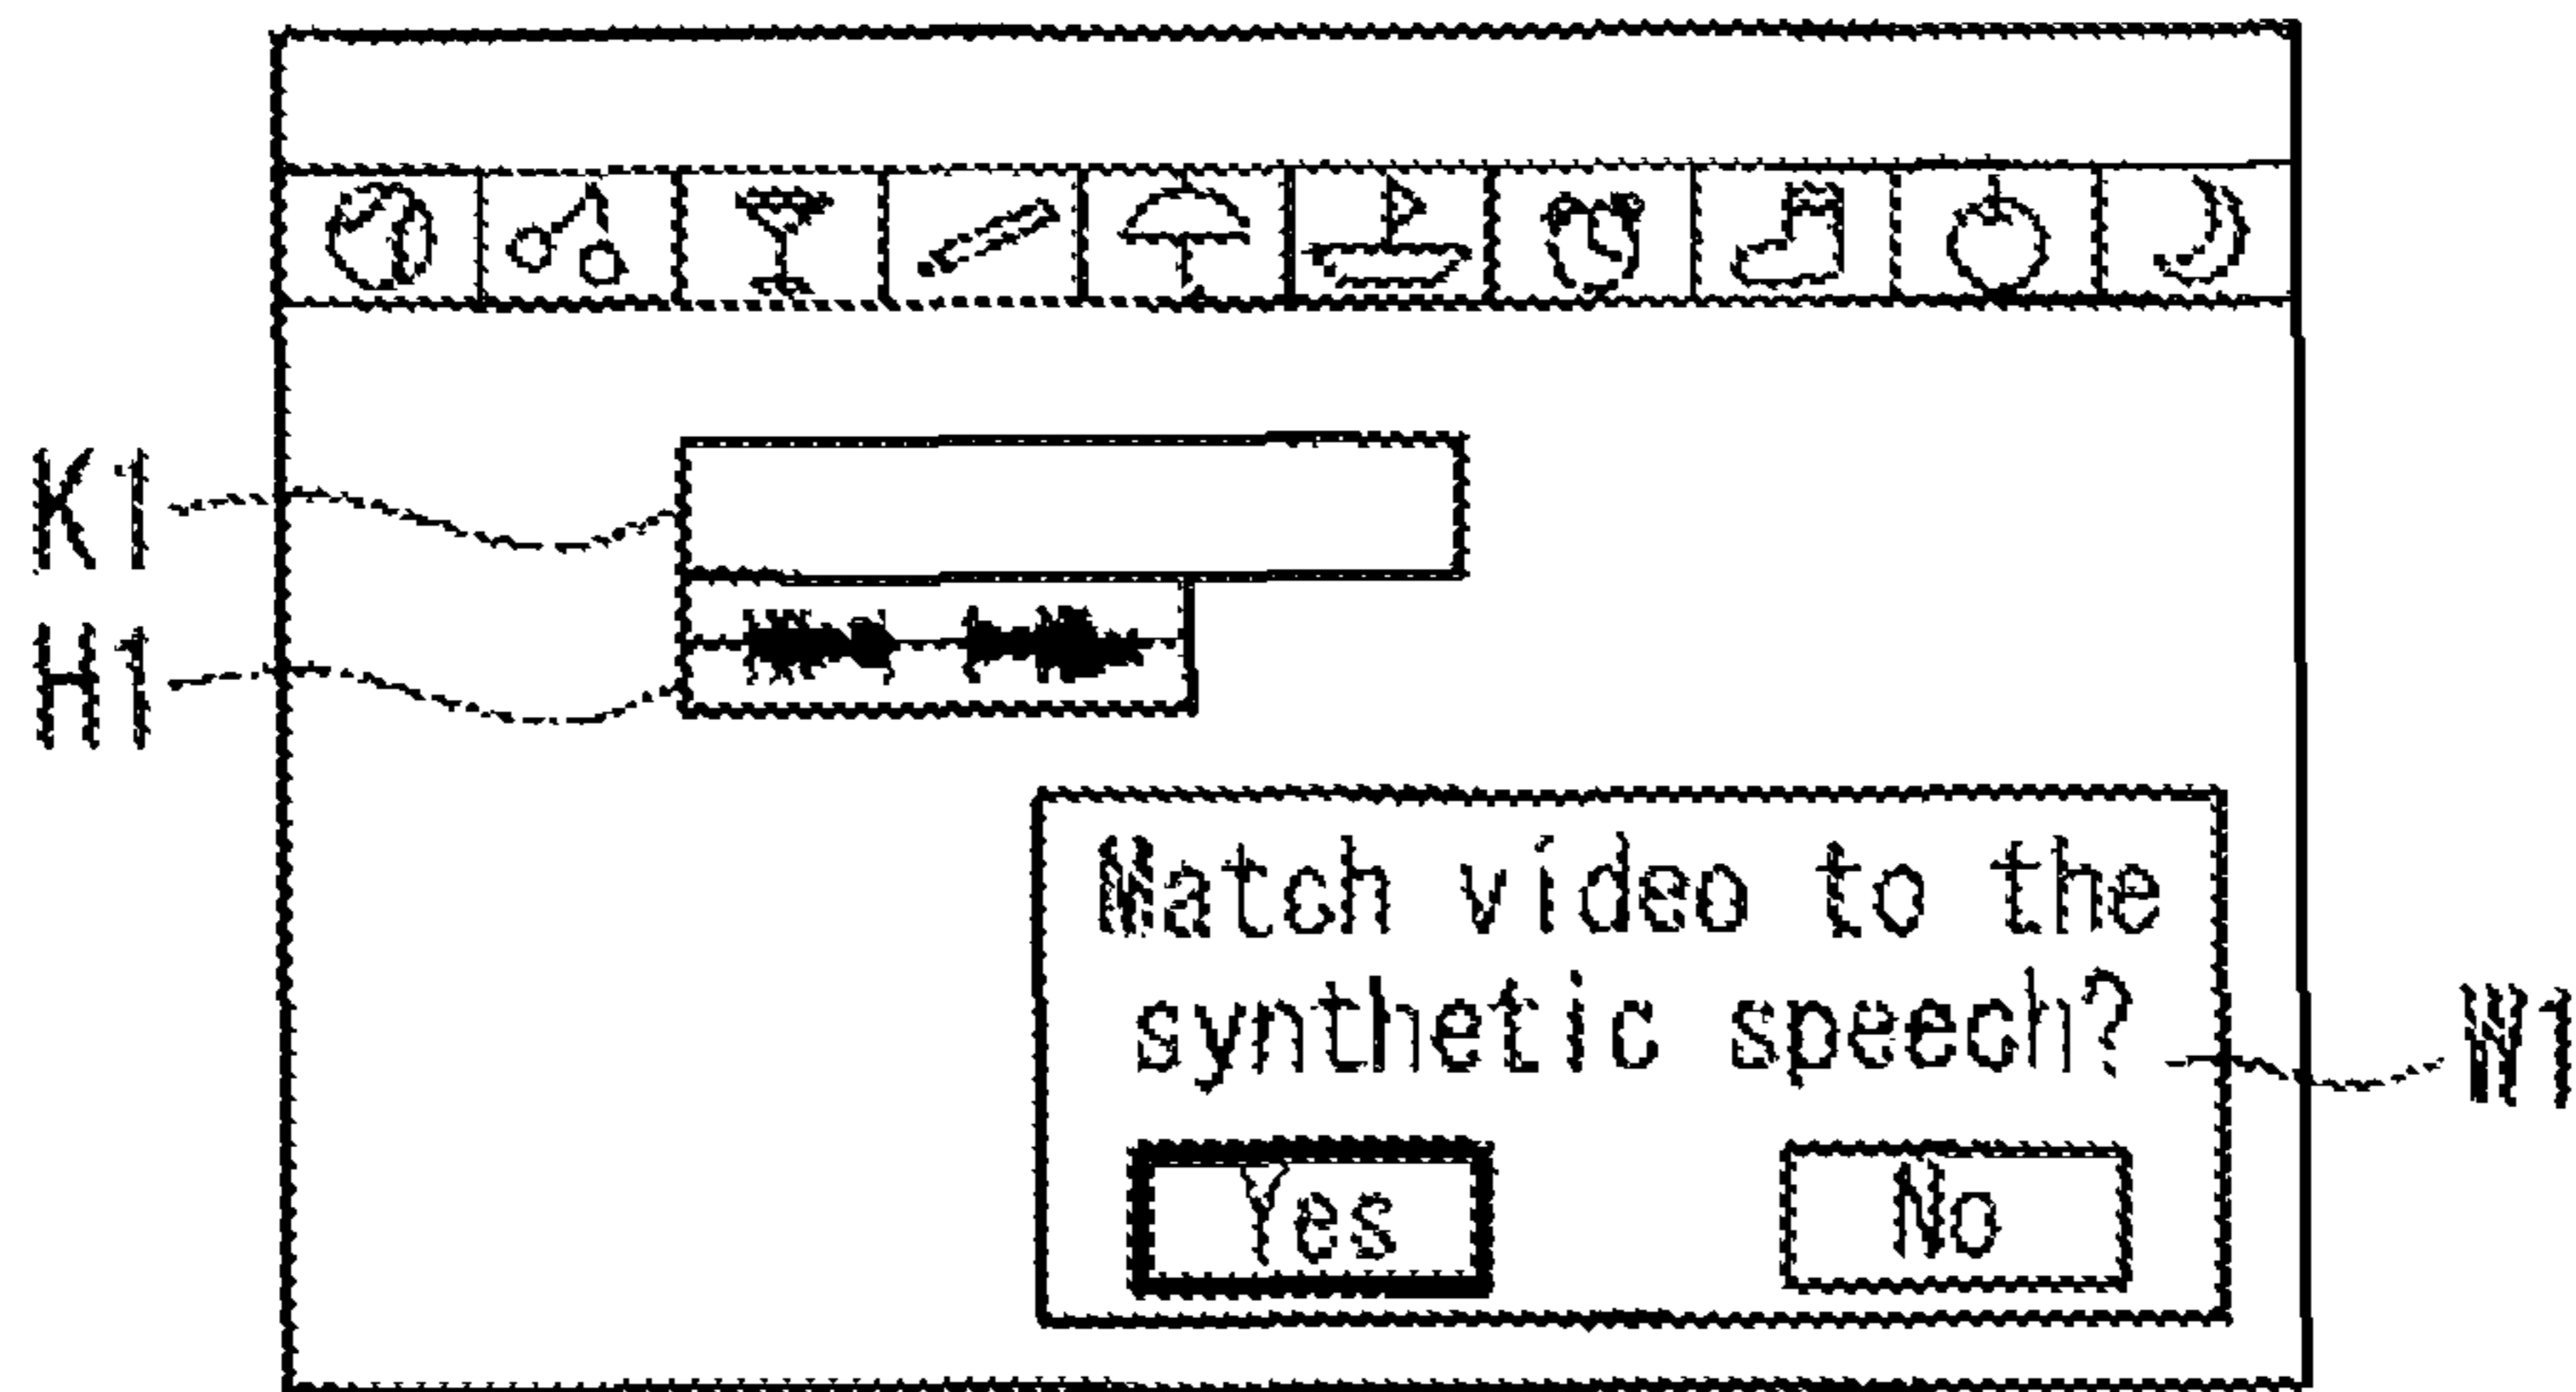 K1
H1
Match video to the
synthetic speech?
W1
Yes
No